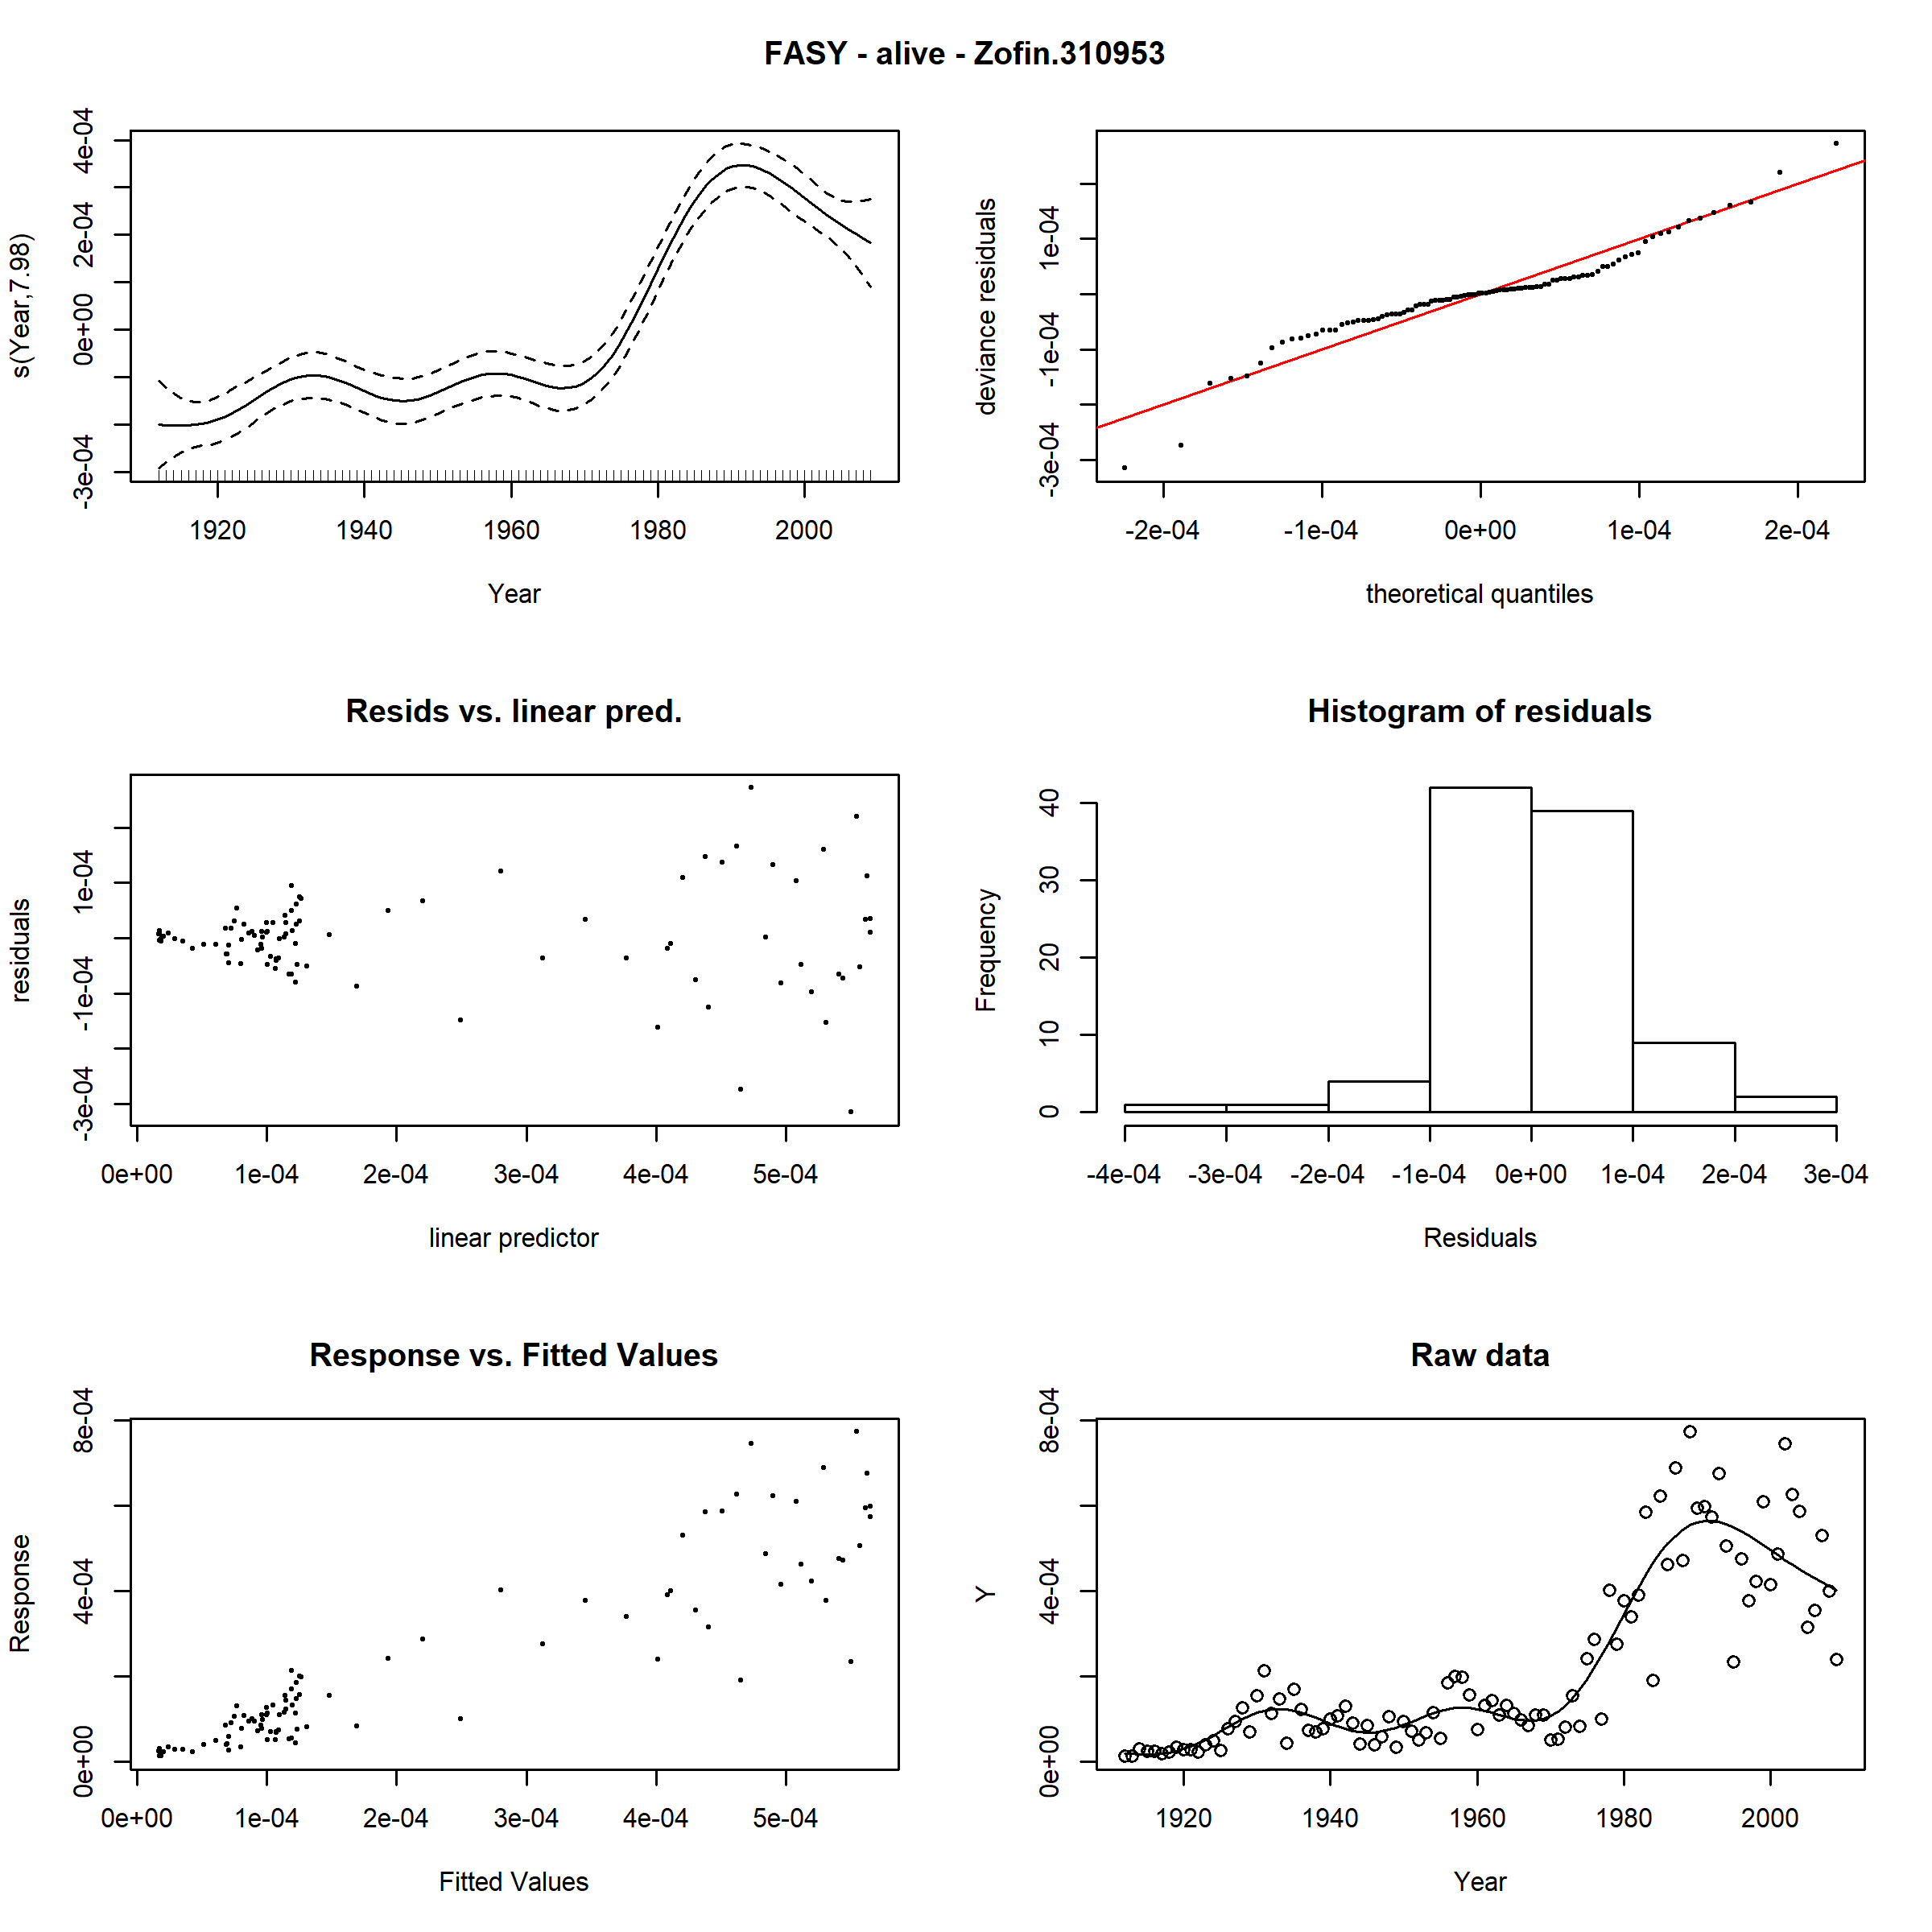 FASY - alive - Zofin.310953
s(Year,7.98)
-3e-04 0e+00 2e-04 4e-04
1920 1940 1960 1980 2000
Year
deviance residuals
-3e-04 -1e-04 1e-04
-2e-04 -1e-04 0e+00 1e-04 2e-04
theoretical quantiles
Resids vs. linear pred.
residuals
-3e-04 -1e-04 1e-04
0e+00 1e-04 2e-04 3e-04 4e-04 5e-04
linear predictor
Histogram of residuals
Frequency
0 10 20 30 40
-4e-04 -3e-04 -2e-04 -1e-04 0e+00 1e-04 2e-04 3e-04
Residuals
Response vs. Fitted Values
Response
0e+00 4e-04 8e-04
0e+00 1e-04 2e-04 3e-04 4e-04 5e-04
Fitted Values
Raw data
Y
0e+00 4e-04 8e-04
1920 1940 1960 1980 2000
Year